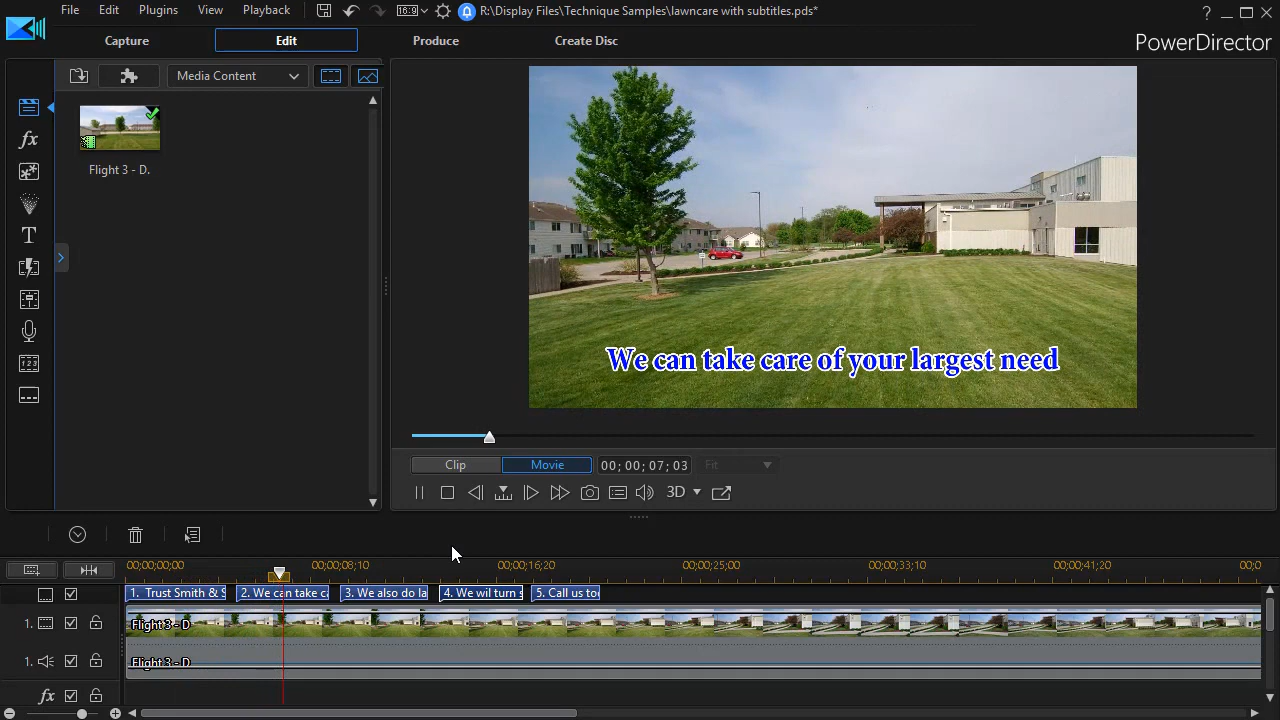 File Edit Plugins View Playback 16:9 R:\Display Files\Technique Samples\lawncare with subtitles.pds* ?
Capture Edit Produce Create Disc PowerDirector
Media Content
Flight 3 - D.
fx
T
We can take care of your largest need
Clip Movie 00; 00; 07; 03 Fit
3D
00;00;00;00 00;00;08;10 00;00;16;20 00;00;25;00 00;00;33;10 00;00;41;20 00;0
1. Trust Smith & S 2. We can take ca 3. We also do la 4. We wil turn 5. Call us to
1. Flight 3 - D
1. Flight 3 - D
fx